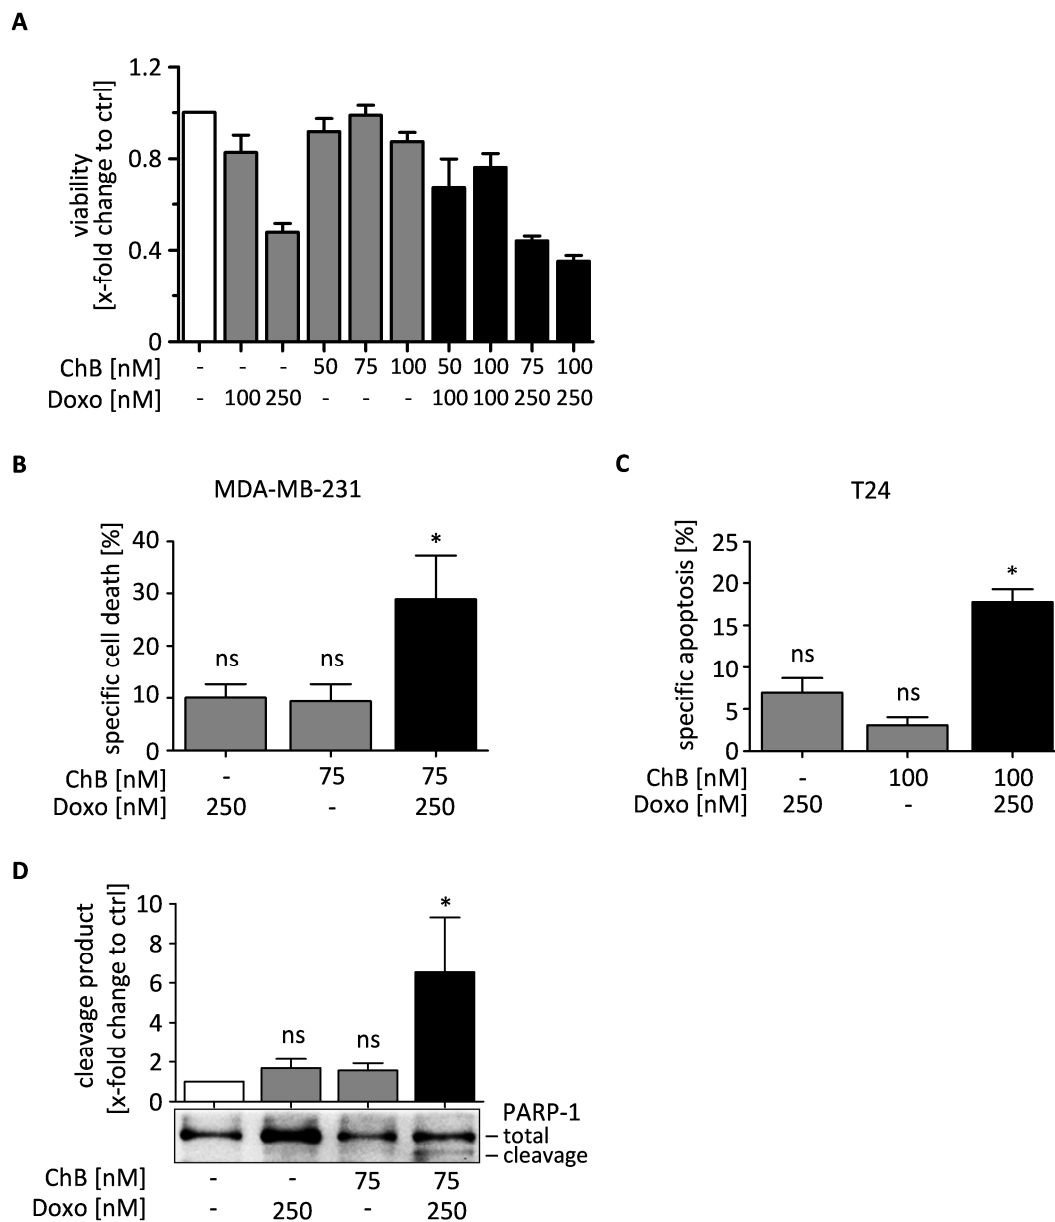 A
viability
[x-fold change to ctrl]
1.2
0.8
0.4
0
ChB [nM] - - - 50 75 100 50 100 75 100
Doxo [nM] - 100 250 - - - 100 100 250 250
B
MDA-MB-231
specific cell death [%]
40
30
20
10
0
ns
ns
*
ChB [nM] - 75 75
Doxo [nM] 250 - 250
C
T24
specific apoptosis [%]
25
20
15
10
5
0
ns
ns
*
ChB [nM] - 100 100
Doxo [nM] 250 - 250
D
cleavage product
[x-fold change to ctrl]
10
8
6
4
2
0
ns
ns
*
PARP-1
– total
– cleavage
ChB [nM] - - 75 75
Doxo [nM] - 250 - 250